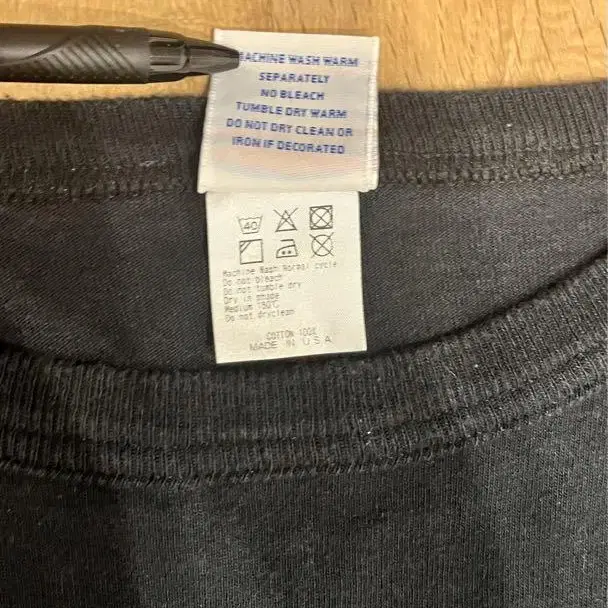 MACHINE WASH WARM
SEPARATELY
NO BLEACH
TUMBLE DRY WARM
DO NOT DRY CLEAN OR
IRON IF DECORATED
40
Machine Wash Normal cycle
Do not bleach
Do not tumble dry
Dry in shape
Medium 150℃
Do not dryclean
COTTON 100%
MADE IN U.S.A